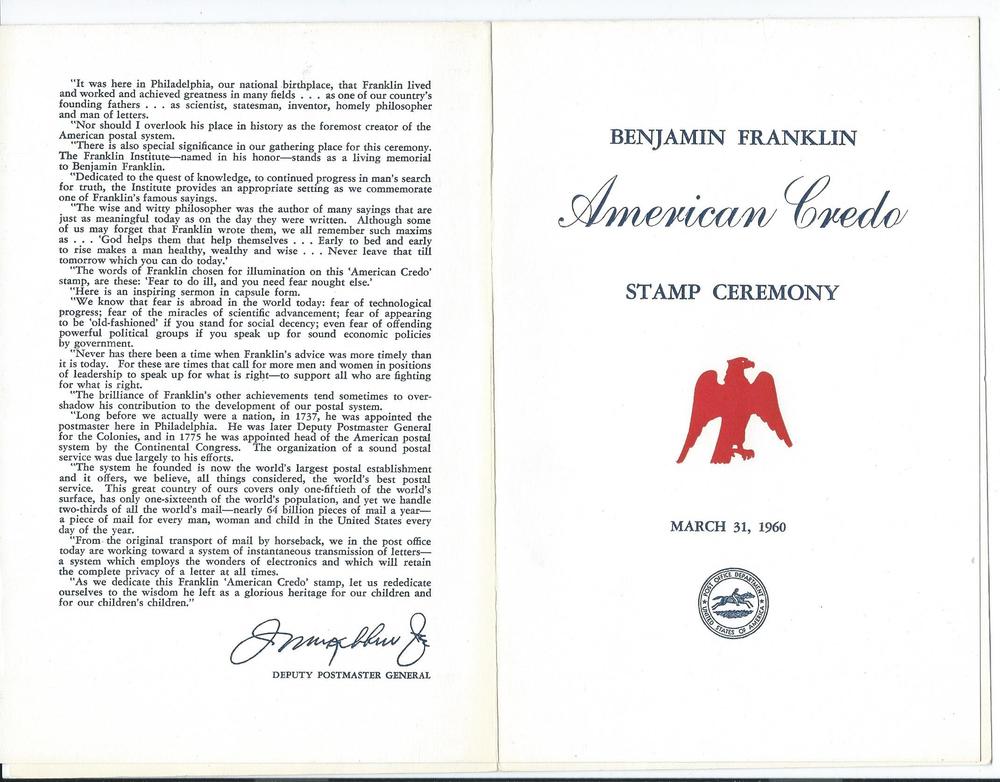 "It was here in Philadelphia, our national birthplace, that Franklin lived
and worked and achieved greatness in many fields . . . as one of our country's
founding fathers . . . as scientist, statesman, inventor, homely philosopher
and man of letters.
"Nor should I overlook his place in history as the foremost creator of the
American postal system.
"There is also special significance in our gathering place for this ceremony.
The Franklin Institute—named in his honor—stands as a living memorial
to Benjamin Franklin.
"Dedicated to the quest of knowledge, to continued progress in man's search
for truth, the Institute provides an appropriate setting as we commemorate
one of Franklin's famous sayings.
"The wise and witty philosopher was the author of many sayings that are
just as meaningful today as on the day they were written. Although some
of us may forget that Franklin wrote them, we all remember such maxims
as . . . 'God helps them that help themselves . . . Early to bed and early
to rise makes a man healthy, wealthy and wise . . . Never leave that till
tomorrow which you can do today.'
"The words of Franklin chosen for illumination on this 'American Credo'
stamp, are these: 'Fear to do ill, and you need fear nought else.'
"Here is an inspiring sermon in capsule form.
"We know that fear is abroad in the world today: fear of technological
progress; fear of the miracles of scientific advancement; fear of appearing
to be 'old-fashioned' if you stand for social decency; even fear of offending
powerful political groups if you speak up for sound economic policies
by government.
"Never has there been a time when Franklin's advice was more timely than
it is today. For these are times that call for more men and women in positions
of leadership to speak up for what is right—to support all who are fighting
for what is right.
"The brilliance of Franklin's other achievements tend sometimes to over-
shadow his contribution to the development of our postal system.
"Long before we actually were a nation, in 1737, he was appointed the
postmaster here in Philadelphia. He was later Deputy Postmaster General
for the Colonies, and in 1775 he was appointed head of the American postal
system by the Continental Congress. The organization of a sound postal
service was due largely to his efforts.
"The system he founded is now the world's largest postal establishment
and it offers, we believe, all things considered, the world's best postal
service. This great country of ours covers only one-fiftieth of the world's
surface, has only one-sixteenth of the world's population, and yet we handle
two-thirds of all the world's mail—nearly 64 billion pieces of mail a year—
a piece of mail for every man, woman and child in the United States every
day of the year.
"From the original transport of mail by horseback, we in the post office
today are working toward a system of instantaneous transmission of letters—
a system which employs the wonders of electronics and which will retain
the complete privacy of a letter at all times.
"As we dedicate this Franklin 'American Credo' stamp, let us rededicate
ourselves to the wisdom he left as a glorious heritage for our children and
for our children's children."
DEPUTY POSTMASTER GENERAL
BENJAMIN FRANKLIN
American Credo
STAMP CEREMONY
MARCH 31, 1960
POST OFFICE DEPARTMENT
UNITED STATES OF AMERICA